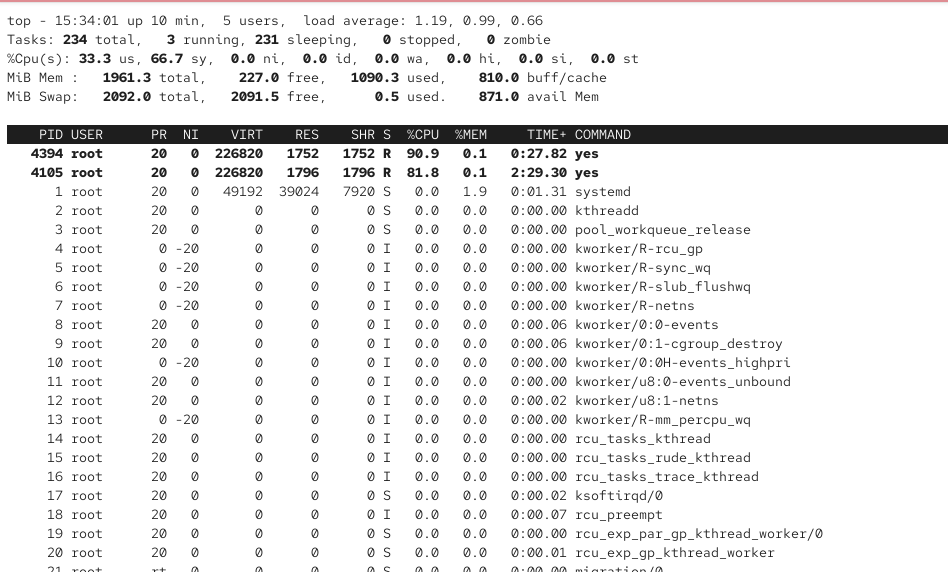 top - 15:34:01 up 10 min,  5 users,  load average: 1.19, 0.99, 0.66
Tasks: 234 total,   3 running, 231 sleeping,   0 stopped,   0 zombie
%Cpu(s): 33.3 us, 66.7 sy,  0.0 ni,  0.0 id,  0.0 wa,  0.0 hi,  0.0 si,  0.0 st
MiB Mem :   1961.3 total,    227.0 free,   1090.3 used,    810.0 buff/cache
MiB Swap:   2092.0 total,   2091.5 free,      0.5 used.    871.0 avail Mem
PID USER      PR  NI    VIRT    RES    SHR S  %CPU  %MEM     TIME+ COMMAND
4394 root      20   0  226820   1752   1752 R  90.9   0.1   0:27.82 yes
4105 root      20   0  226820   1796   1796 R  81.8   0.1   2:29.30 yes
1 root      20   0   49192  39024   7920 S   0.0   1.9   0:01.31 systemd
2 root      20   0       0      0      0 S   0.0   0.0   0:00.00 kthreadd
3 root      20   0       0      0      0 S   0.0   0.0   0:00.00 pool_workqueue_release
4 root       0 -20       0      0      0 I   0.0   0.0   0:00.00 kworker/R-rcu_gp
5 root       0 -20       0      0      0 I   0.0   0.0   0:00.00 kworker/R-sync_wq
6 root       0 -20       0      0      0 I   0.0   0.0   0:00.00 kworker/R-slub_flushwq
7 root       0 -20       0      0      0 I   0.0   0.0   0:00.00 kworker/R-netns
8 root      20   0       0      0      0 I   0.0   0.0   0:00.06 kworker/0:0-events
9 root      20   0       0      0      0 I   0.0   0.0   0:00.06 kworker/0:1-cgroup_destroy
10 root       0 -20       0      0      0 I   0.0   0.0   0:00.00 kworker/0:0H-events_highpri
11 root      20   0       0      0      0 I   0.0   0.0   0:00.00 kworker/u8:0-events_unbound
12 root      20   0       0      0      0 I   0.0   0.0   0:00.02 kworker/u8:1-netns
13 root       0 -20       0      0      0 I   0.0   0.0   0:00.00 kworker/R-mm_percpu_wq
14 root      20   0       0      0      0 I   0.0   0.0   0:00.00 rcu_tasks_kthread
15 root      20   0       0      0      0 I   0.0   0.0   0:00.00 rcu_tasks_rude_kthread
16 root      20   0       0      0      0 I   0.0   0.0   0:00.00 rcu_tasks_trace_kthread
17 root      20   0       0      0      0 S   0.0   0.0   0:00.02 ksoftirqd/0
18 root      20   0       0      0      0 I   0.0   0.0   0:00.07 rcu_preempt
19 root      20   0       0      0      0 S   0.0   0.0   0:00.00 rcu_exp_par_gp_kthread_worker/0
20 root      20   0       0      0      0 S   0.0   0.0   0:00.01 rcu_exp_gp_kthread_worker
21 root      rt   0       0      0      0 S   0.0   0.0   0:00.00 migration/0